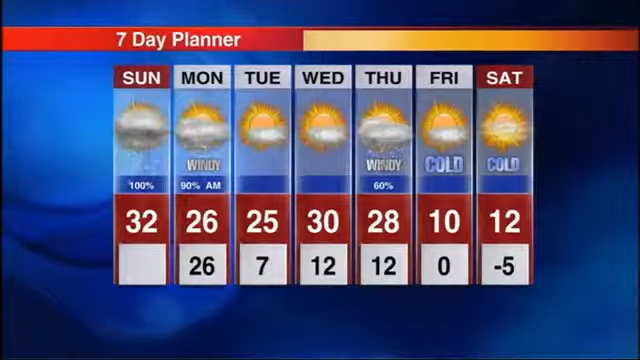 7 Day Planner
SUN MON TUE WED THU FRI SAT
WINDY WINDY COLD COLD
100% 90% AM 60%
32 26 25 30 28 10 12
26 7 12 12 0 -5